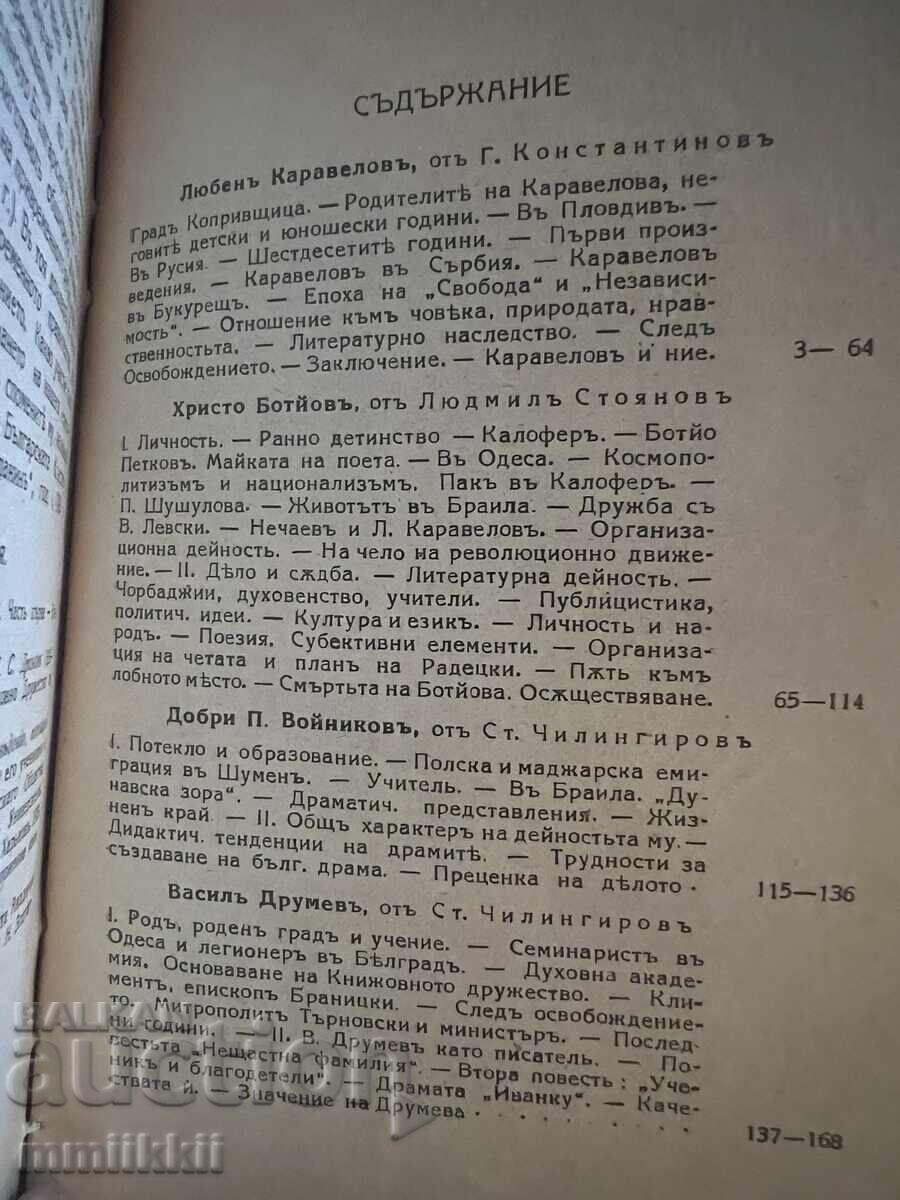 СЪДЪРЖАНИЕ
Любенъ Каравеловъ, отъ Г. Константиновъ
Градъ Копривщица. — Родителитѣ на Каравелова, не-
говитѣ детски и юношески години. — Въ Пловдивъ. —
Въ Русия. — Шестдесетитѣ години. — Първи произ-
ведения. — Каравеловъ въ Сърбия. — Каравеловъ
въ Букурещъ. — Епоха на „Свобода" и „Независи-
мость". — Отношение къмъ човѣка, природата, нрав-
ственностьта. — Литературно наследство. — Следъ
Освобождението. — Заключение. — Каравеловъ и ние. 3— 64
Христо Ботйовъ, отъ Людмилъ Стояновъ
I. Личность. — Ранно детинство — Калоферъ. — Ботйо
Петковъ. Майката на поета. — Въ Одеса. — Космопо-
литизъмъ и национализъмъ. Пакъ въ Калоферъ. —
П. Шушулова. — Животътъ въ Браила. — Дружба съ
В. Левски. — Нечаевъ и Л. Каравеловъ. — Организа-
ционна дейность. — На чело на революционно движе-
ние. — II. Дѣло и сѫдба. — Литературна дейность. —
Чорбаджии, духовенство, учители. — Публицистика,
политич. идеи. — Култура и езикъ. — Личность и на-
родъ. — Поезия. Субективни елементи. — Организа-
ция на четата и планъ на Радецки. — Пѫть къмъ
лобното мѣсто. — Смъртьта на Ботйова. Осѫществяване. 65—114
Добри П. Войниковъ, отъ Ст. Чилингировъ
I. Потекло и образование. — Полска и маджарска еми-
грация въ Шуменъ. — Учитель. — Въ Браила. „Ду-
навска зора". — Драматич. представления. — Жиз-
ненъ край — II. Общъ характеръ на дейностьта му. —
Дидактич. тенденции на драмитѣ. — Трудности за
създаване на бълг. драма. — Преценка на дѣлото · 115—136
Василъ Друмевъ, отъ Ст. Чилингировъ
I. Родъ, роденъ градъ и учение. — Семинаристъ въ
Одеса и легионеръ въ Бѣлградъ. — Духовна акаде-
мия. Основаване на Книжовното дружество. — Кли-
ментъ, епископъ Браницки. — Следъ освобождение-
то. Митрополитъ Търновски и министъръ. — Послед-
ни години. — II. В. Друмевъ като писатель. — По-
вестьта „Нещастна фамилия". — Втора повесть: „Уче-
никъ и благодетели". — Драмата „Иванку". — Каче-
ствата ѝ. — Значение на Друмева . . . . . . . 137—168
BALKAN
auction
mmiikkii